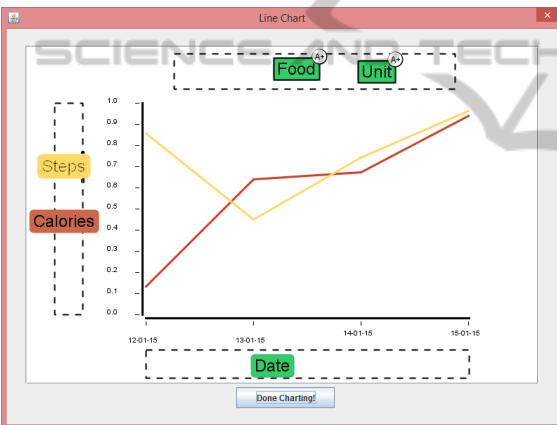 Line Chart
SCIENCE AND TECH
A+ A+
Food Unit
1.0
0.9
0.8
0.7
Steps
0.6
0.5
Calories
0.4
0.3
0.2
0.1
0.0
12-01-15 13-01-15 14-01-15 15-01-15
Date
Done Charting!